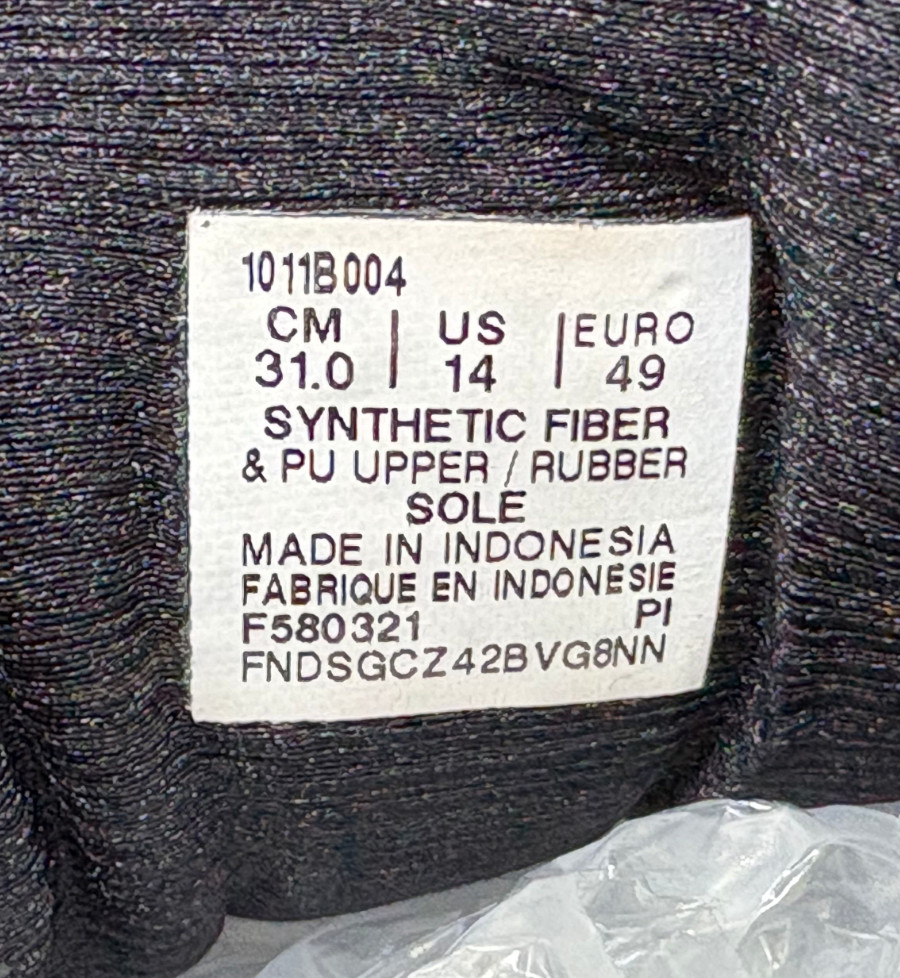 1011B004
CM | US | EURO
31.0 | 14 | 49
SYNTHETIC FIBER
& PU UPPER / RUBBER
SOLE
MADE IN INDONESIA
FABRIQUE EN INDONESIE
F580321 PI
FNDSGCZ42BVG8NN